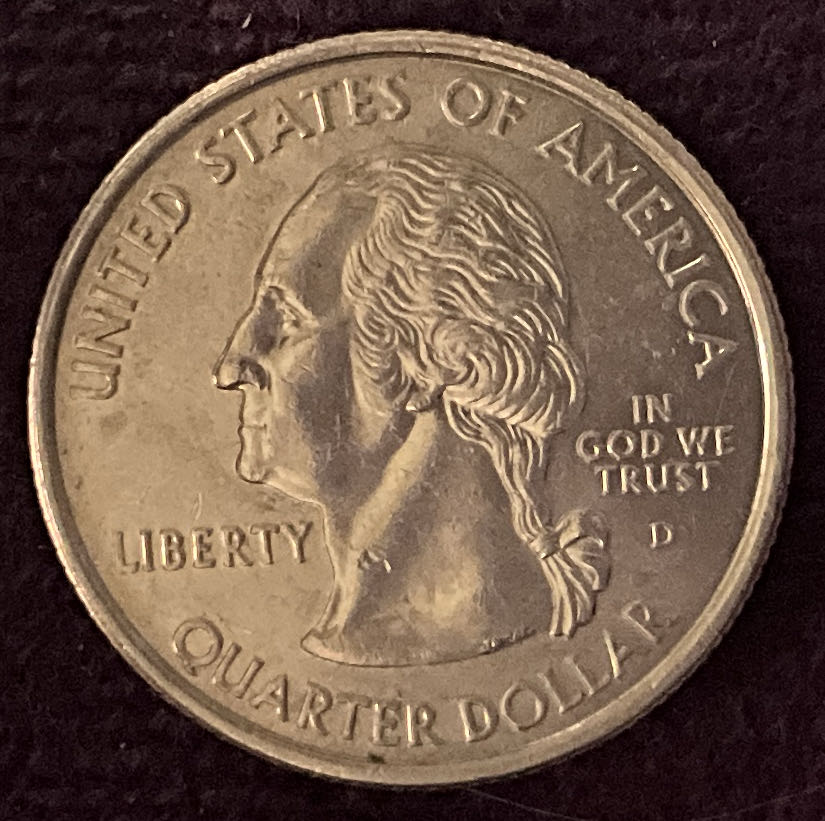 UNITED STATES OF AMERICA
LIBERTY
IN
GOD WE
TRUST
D
QUARTER DOLLAR